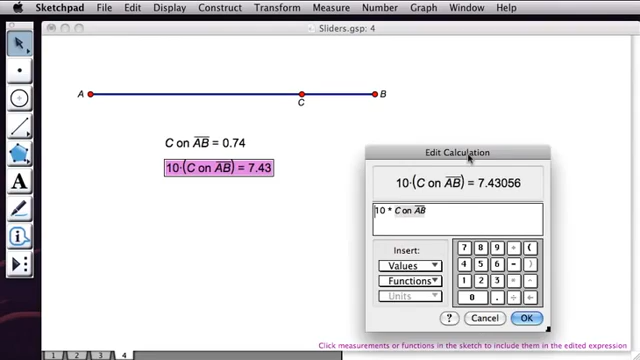 Sketchpad File Edit Display Construct Transform Measure Number Graph Window Help
Sliders.gsp: 4
A
C
B
C on AB = 0.74
10·(C on AB) = 7.43
Edit Calculation
10·(C on AB) = 7.43056
10 * C on AB
Insert:
Values
Functions
Units
7 8 9 + (
4 5 6 – )
1 2 3 * ^
0 . ÷ ←
? Cancel OK
A
i
Click measurements or functions in the sketch to include them in the edited expression.
1 2 3 4